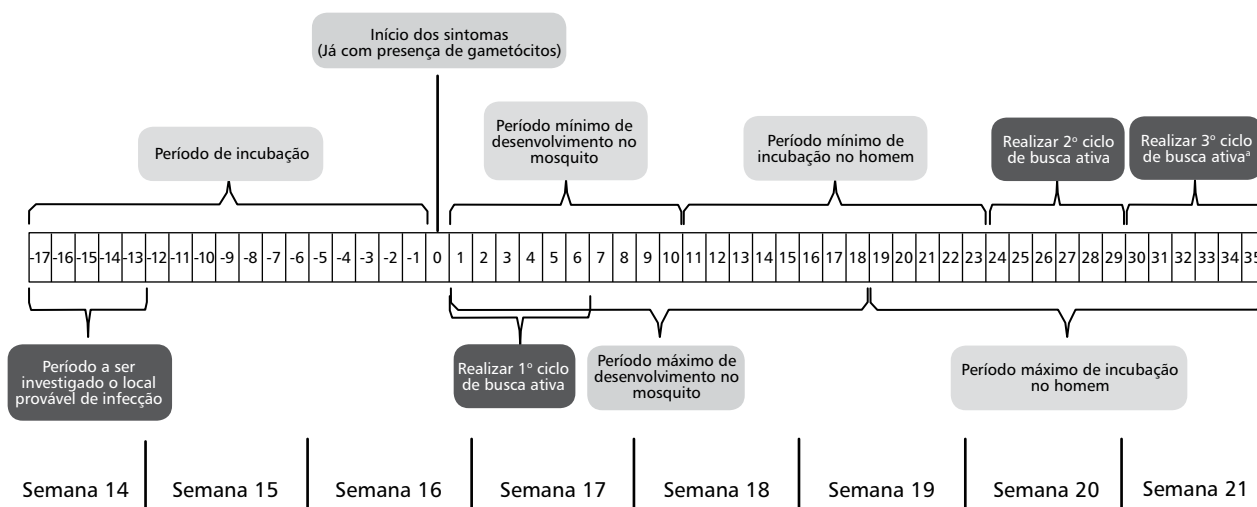 Início dos sintomas
(Já com presença de gametócitos)
Período de incubação
Período mínimo de
desenvolvimento no
mosquito
Período mínimo de
incubação no homem
Realizar 2º ciclo
de busca ativa
Realizar 3º ciclo
de busca ativaª
-17 -16 -15 -14 -13 -12 -11 -10 -9 -8 -7 -6 -5 -4 -3 -2 -1 0 1 2 3 4 5 6 7 8 9 10 11 12 13 14 15 16 17 18 19 20 21 22 23 24 25 26 27 28 29 30 31 32 33 34 35
Período a ser
investigado o local
provável de infecção
Realizar 1º ciclo
de busca ativa
Período máximo de
desenvolvimento no
mosquito
Período máximo de incubação
no homem
Semana 14 Semana 15 Semana 16 Semana 17 Semana 18 Semana 19 Semana 20 Semana 21